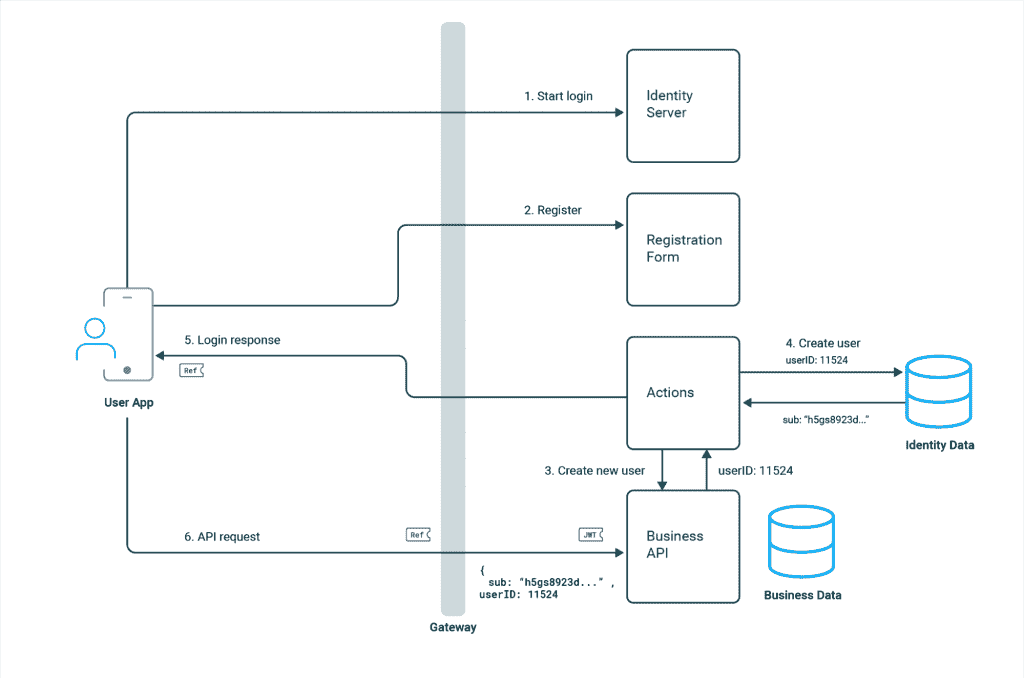 1. Start login
Identity
Server
2. Register
Registration
Form
5. Login response
Ref
User App
4. Create user
userID: 11524
Actions
sub: "h5gs8923d..."
Identity Data
3. Create new user
userID: 11524
6. API request
Ref
JWT
Business
API
{
sub: "h5gs8923d..." ,
userID: 11524
Business Data
Gateway